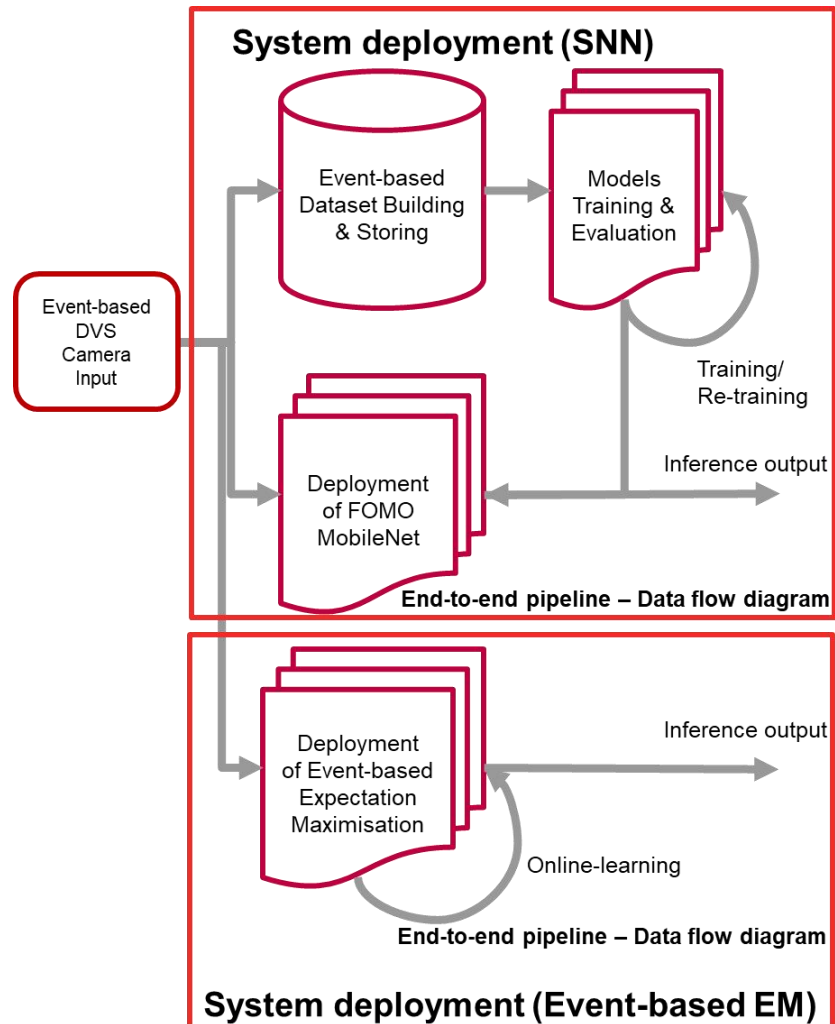 System deployment (SNN)
Event-based
Dataset Building
& Storing
Models
Training &
Evaluation
Event-based
DVS
Camera
Input
Training/
Re-training
Deployment
of FOMO
MobileNet
Inference output
End-to-end pipeline – Data flow diagram
Deployment
of Event-based
Expectation
Maximisation
Inference output
Online-learning
End-to-end pipeline – Data flow diagram
System deployment (Event-based EM)